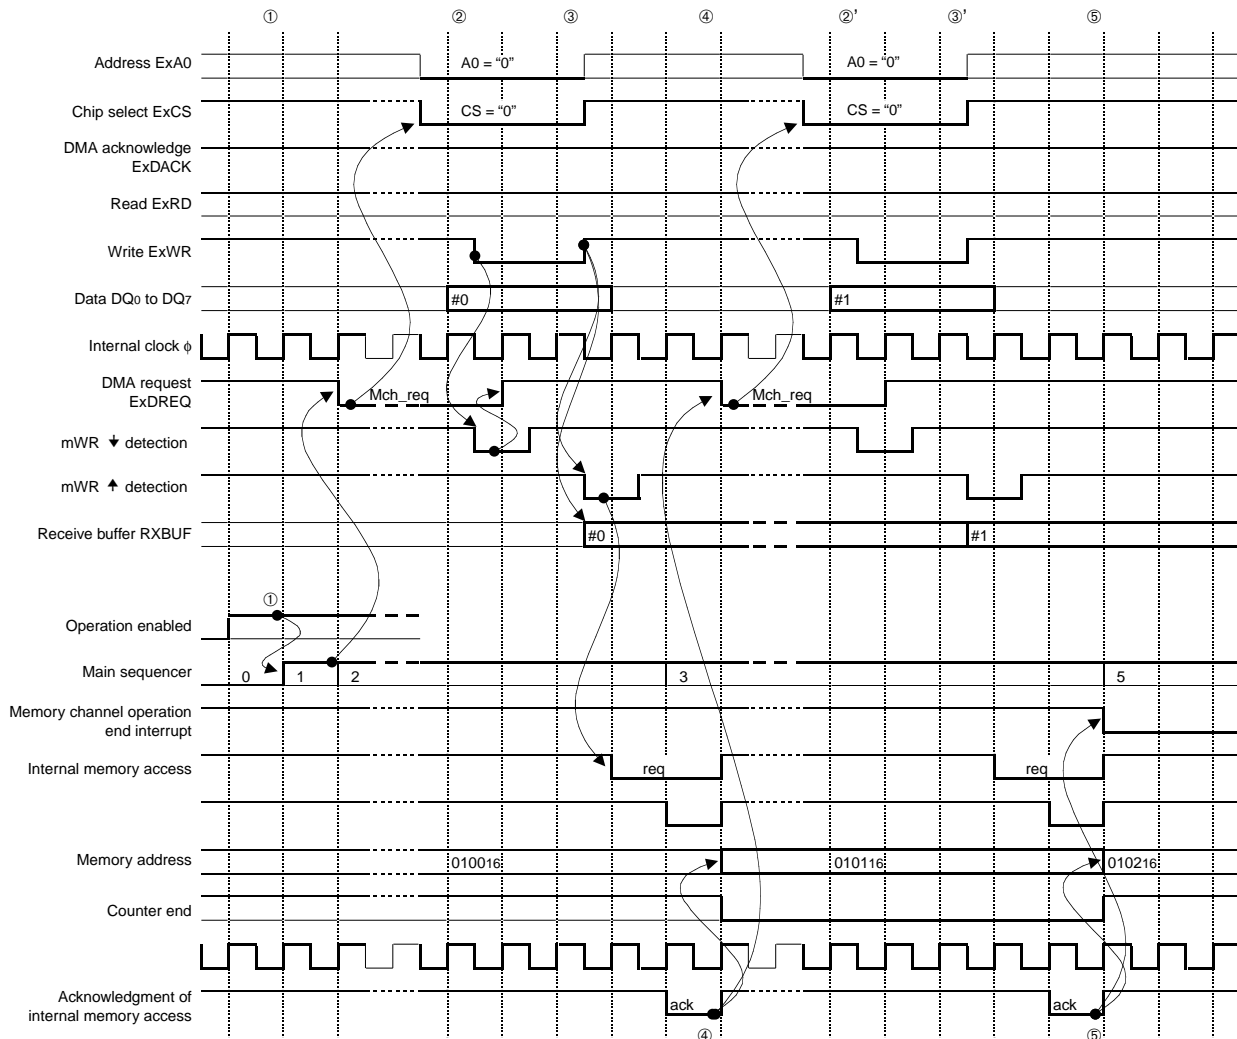 ① ② ③ ④ ②’ ③’ ⑤
Address ExA0 A0 = “0” A0 = “0”
Chip select ExCS CS = “0” CS = “0”
DMA acknowledge
ExDACK
Read ExRD
Write ExWR
Data DQ0 to DQ7 #0 #1
Internal clock ϕ
DMA request
ExDREQ Mch_req Mch_req
mWR ↓ detection
mWR ↑ detection
Receive buffer RXBUF #0 #1
①
Operation enabled
Main sequencer 0 1 2 3 5
Memory channel operation
end interrupt
Internal memory access req req
Memory address 010016 010116 010216
Counter end
Acknowledgment of
internal memory access ack ack
④ ⑤